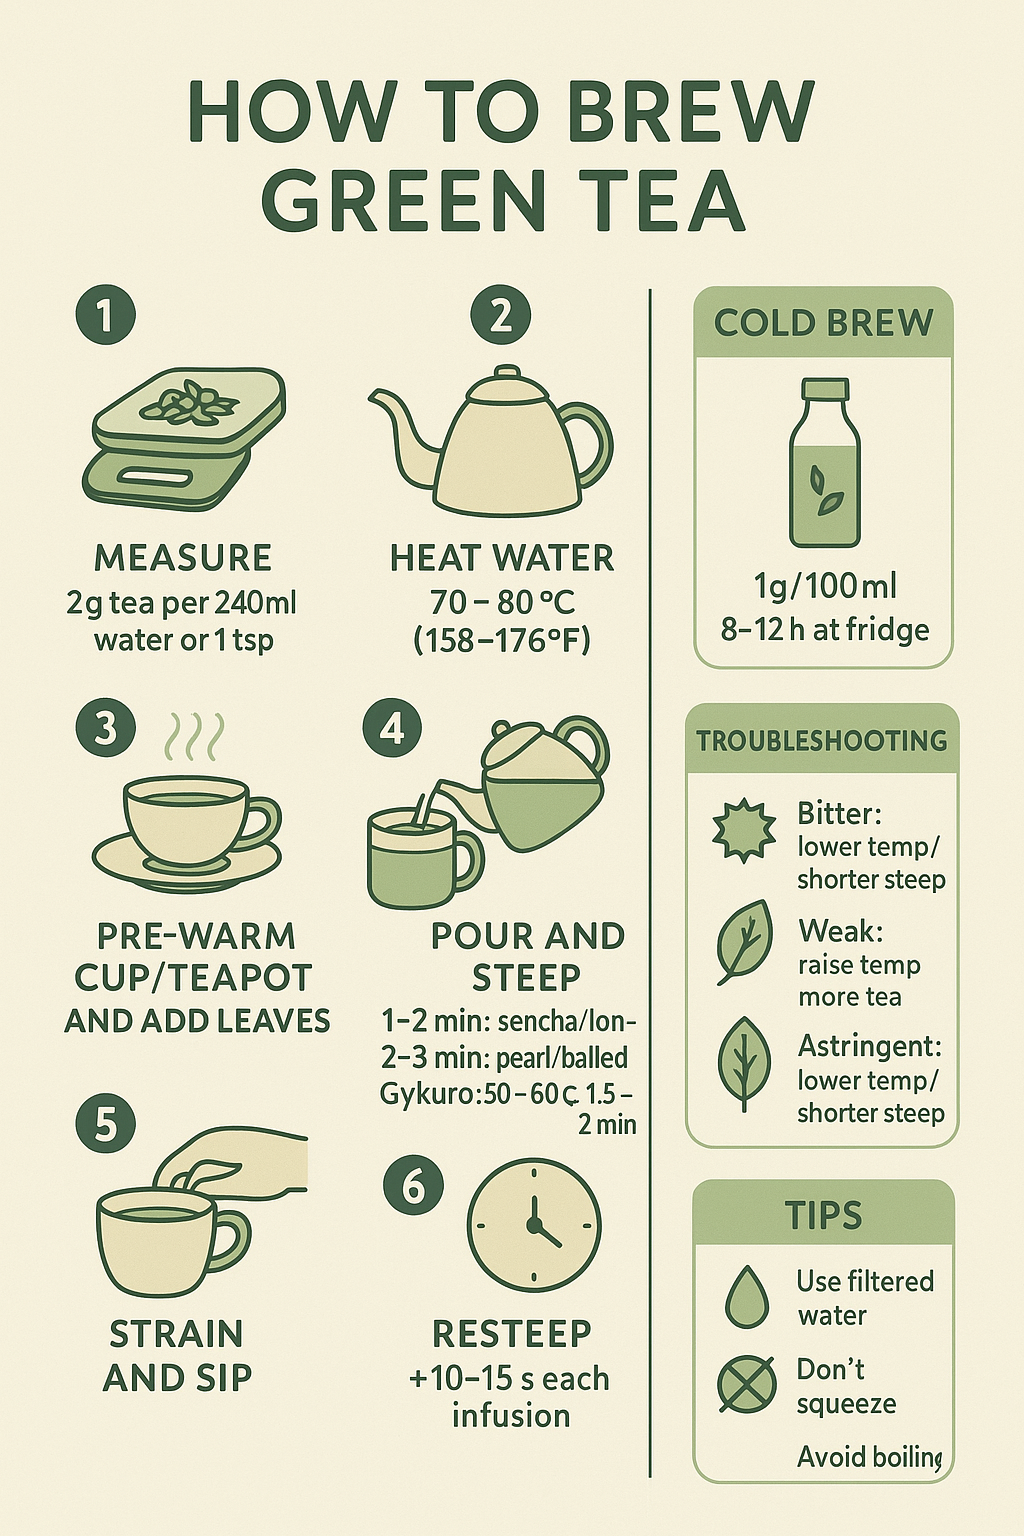 HOW TO BREW
GREEN TEA
1
MEASURE
2g tea per 240ml
water or 1 tsp
2
HEAT WATER
70 – 80 °C
(158–176°F)
3
PRE-WARM
CUP/TEAPOT
AND ADD LEAVES
4
POUR AND
STEEP
1–2 min: sencha/lon–
2–3 min: pearl/balled
Gykuro:50–60C 1.5 –
2 min
5
STRAIN
AND SIP
6
RESTEEP
+10–15 s each
infusion
COLD BREW
1g/100ml
8–12h at fridge
TROUBLESHOOTING
Bitter:
lower temp/
shorter steep
Weak:
raise temp
more tea
Astringent:
lower temp/
shorter steep
TIPS
Use filtered
water
Don't
squeeze
Avoid boiling